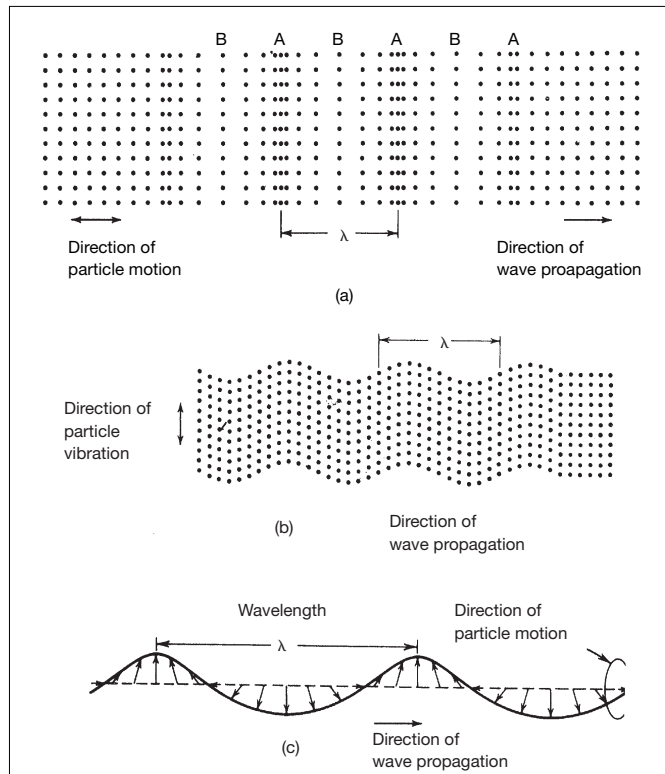 B A B A B A
λ
Direction of
particle motion
Direction of
wave proapagation
(a)
λ
Direction of
particle
vibration
(b)
Direction of
wave propagation
Wavelength
λ
Direction of
particle motion
(c)
Direction of
wave propagation